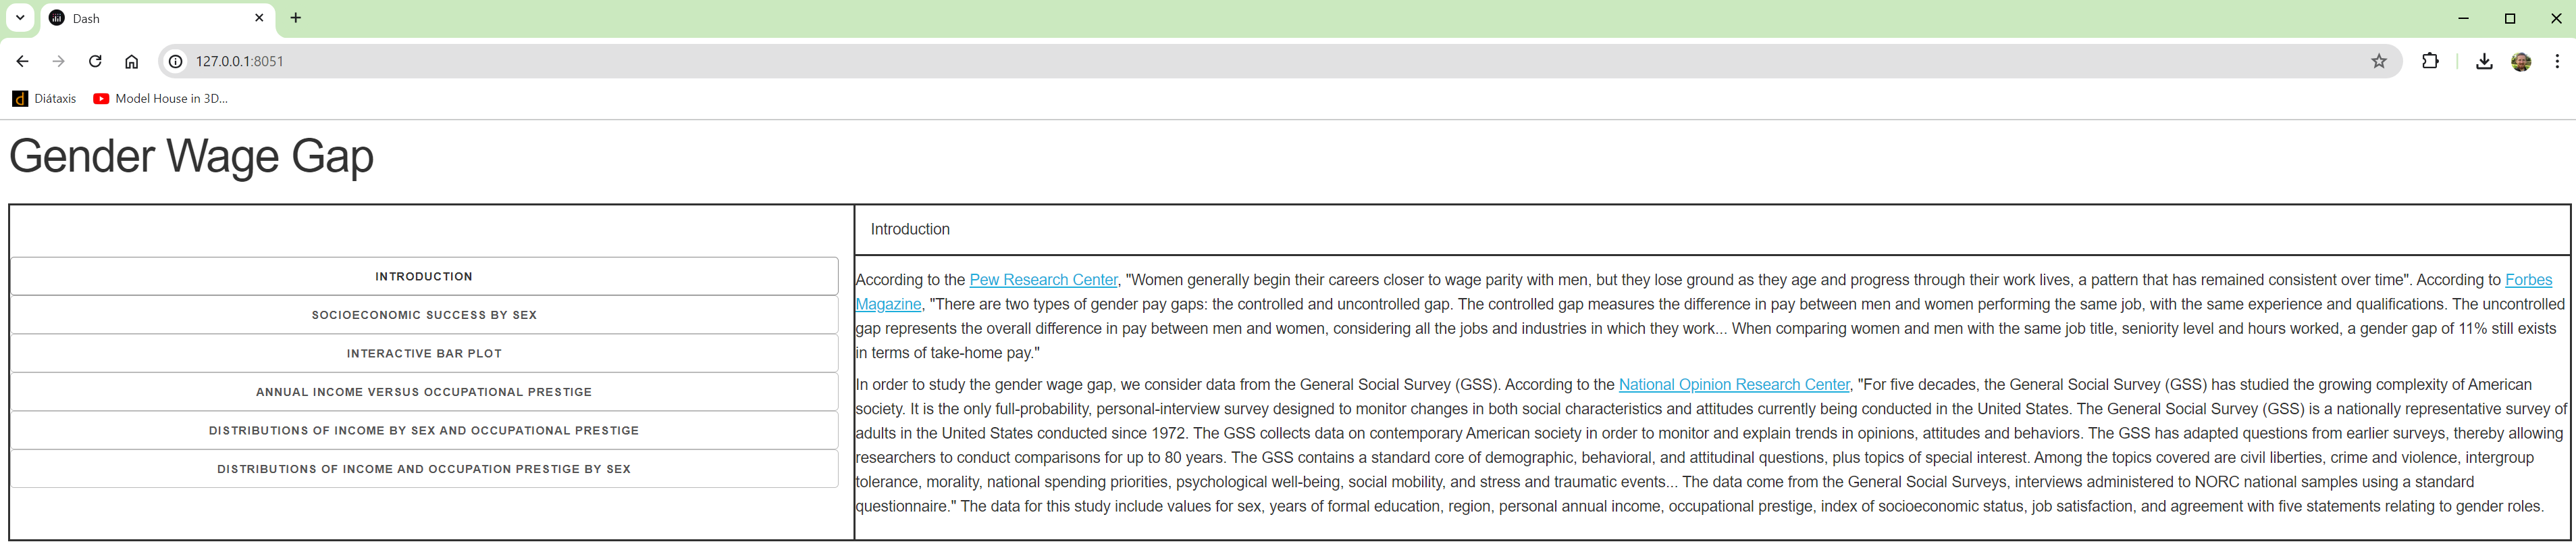 Dash
127.0.0.1:8051
Diátaxis
Model House in 3D...
Gender Wage Gap
INTRODUCTION
SOCIOECONOMIC SUCCESS BY SEX
INTERACTIVE BAR PLOT
ANNUAL INCOME VERSUS OCCUPATIONAL PRESTIGE
DISTRIBUTIONS OF INCOME BY SEX AND OCCUPATIONAL PRESTIGE
DISTRIBUTIONS OF INCOME AND OCCUPATION PRESTIGE BY SEX
Introduction
According to the Pew Research Center, "Women generally begin their careers closer to wage parity with men, but they lose ground as they age and progress through their work lives, a pattern that has remained consistent over time". According to Forbes
Magazine, "There are two types of gender pay gaps: the controlled and uncontrolled gap. The controlled gap measures the difference in pay between men and women performing the same job, with the same experience and qualifications. The uncontrolled
gap represents the overall difference in pay between men and women, considering all the jobs and industries in which they work... When comparing women and men with the same job title, seniority level and hours worked, a gender gap of 11% still exists
in terms of take-home pay."
In order to study the gender wage gap, we consider data from the General Social Survey (GSS). According to the National Opinion Research Center, "For five decades, the General Social Survey (GSS) has studied the growing complexity of American
society. It is the only full-probability, personal-interview survey designed to monitor changes in both social characteristics and attitudes currently being conducted in the United States. The General Social Survey (GSS) is a nationally representative survey of
adults in the United States conducted since 1972. The GSS collects data on contemporary American society in order to monitor and explain trends in opinions, attitudes and behaviors. The GSS has adapted questions from earlier surveys, thereby allowing
researchers to conduct comparisons for up to 80 years. The GSS contains a standard core of demographic, behavioral, and attitudinal questions, plus topics of special interest. Among the topics covered are civil liberties, crime and violence, intergroup
tolerance, morality, national spending priorities, psychological well-being, social mobility, and stress and traumatic events... The data come from the General Social Surveys, interviews administered to NORC national samples using a standard
questionnaire." The data for this study include values for sex, years of formal education, region, personal annual income, occupational prestige, index of socioeconomic status, job satisfaction, and agreement with five statements relating to gender roles.